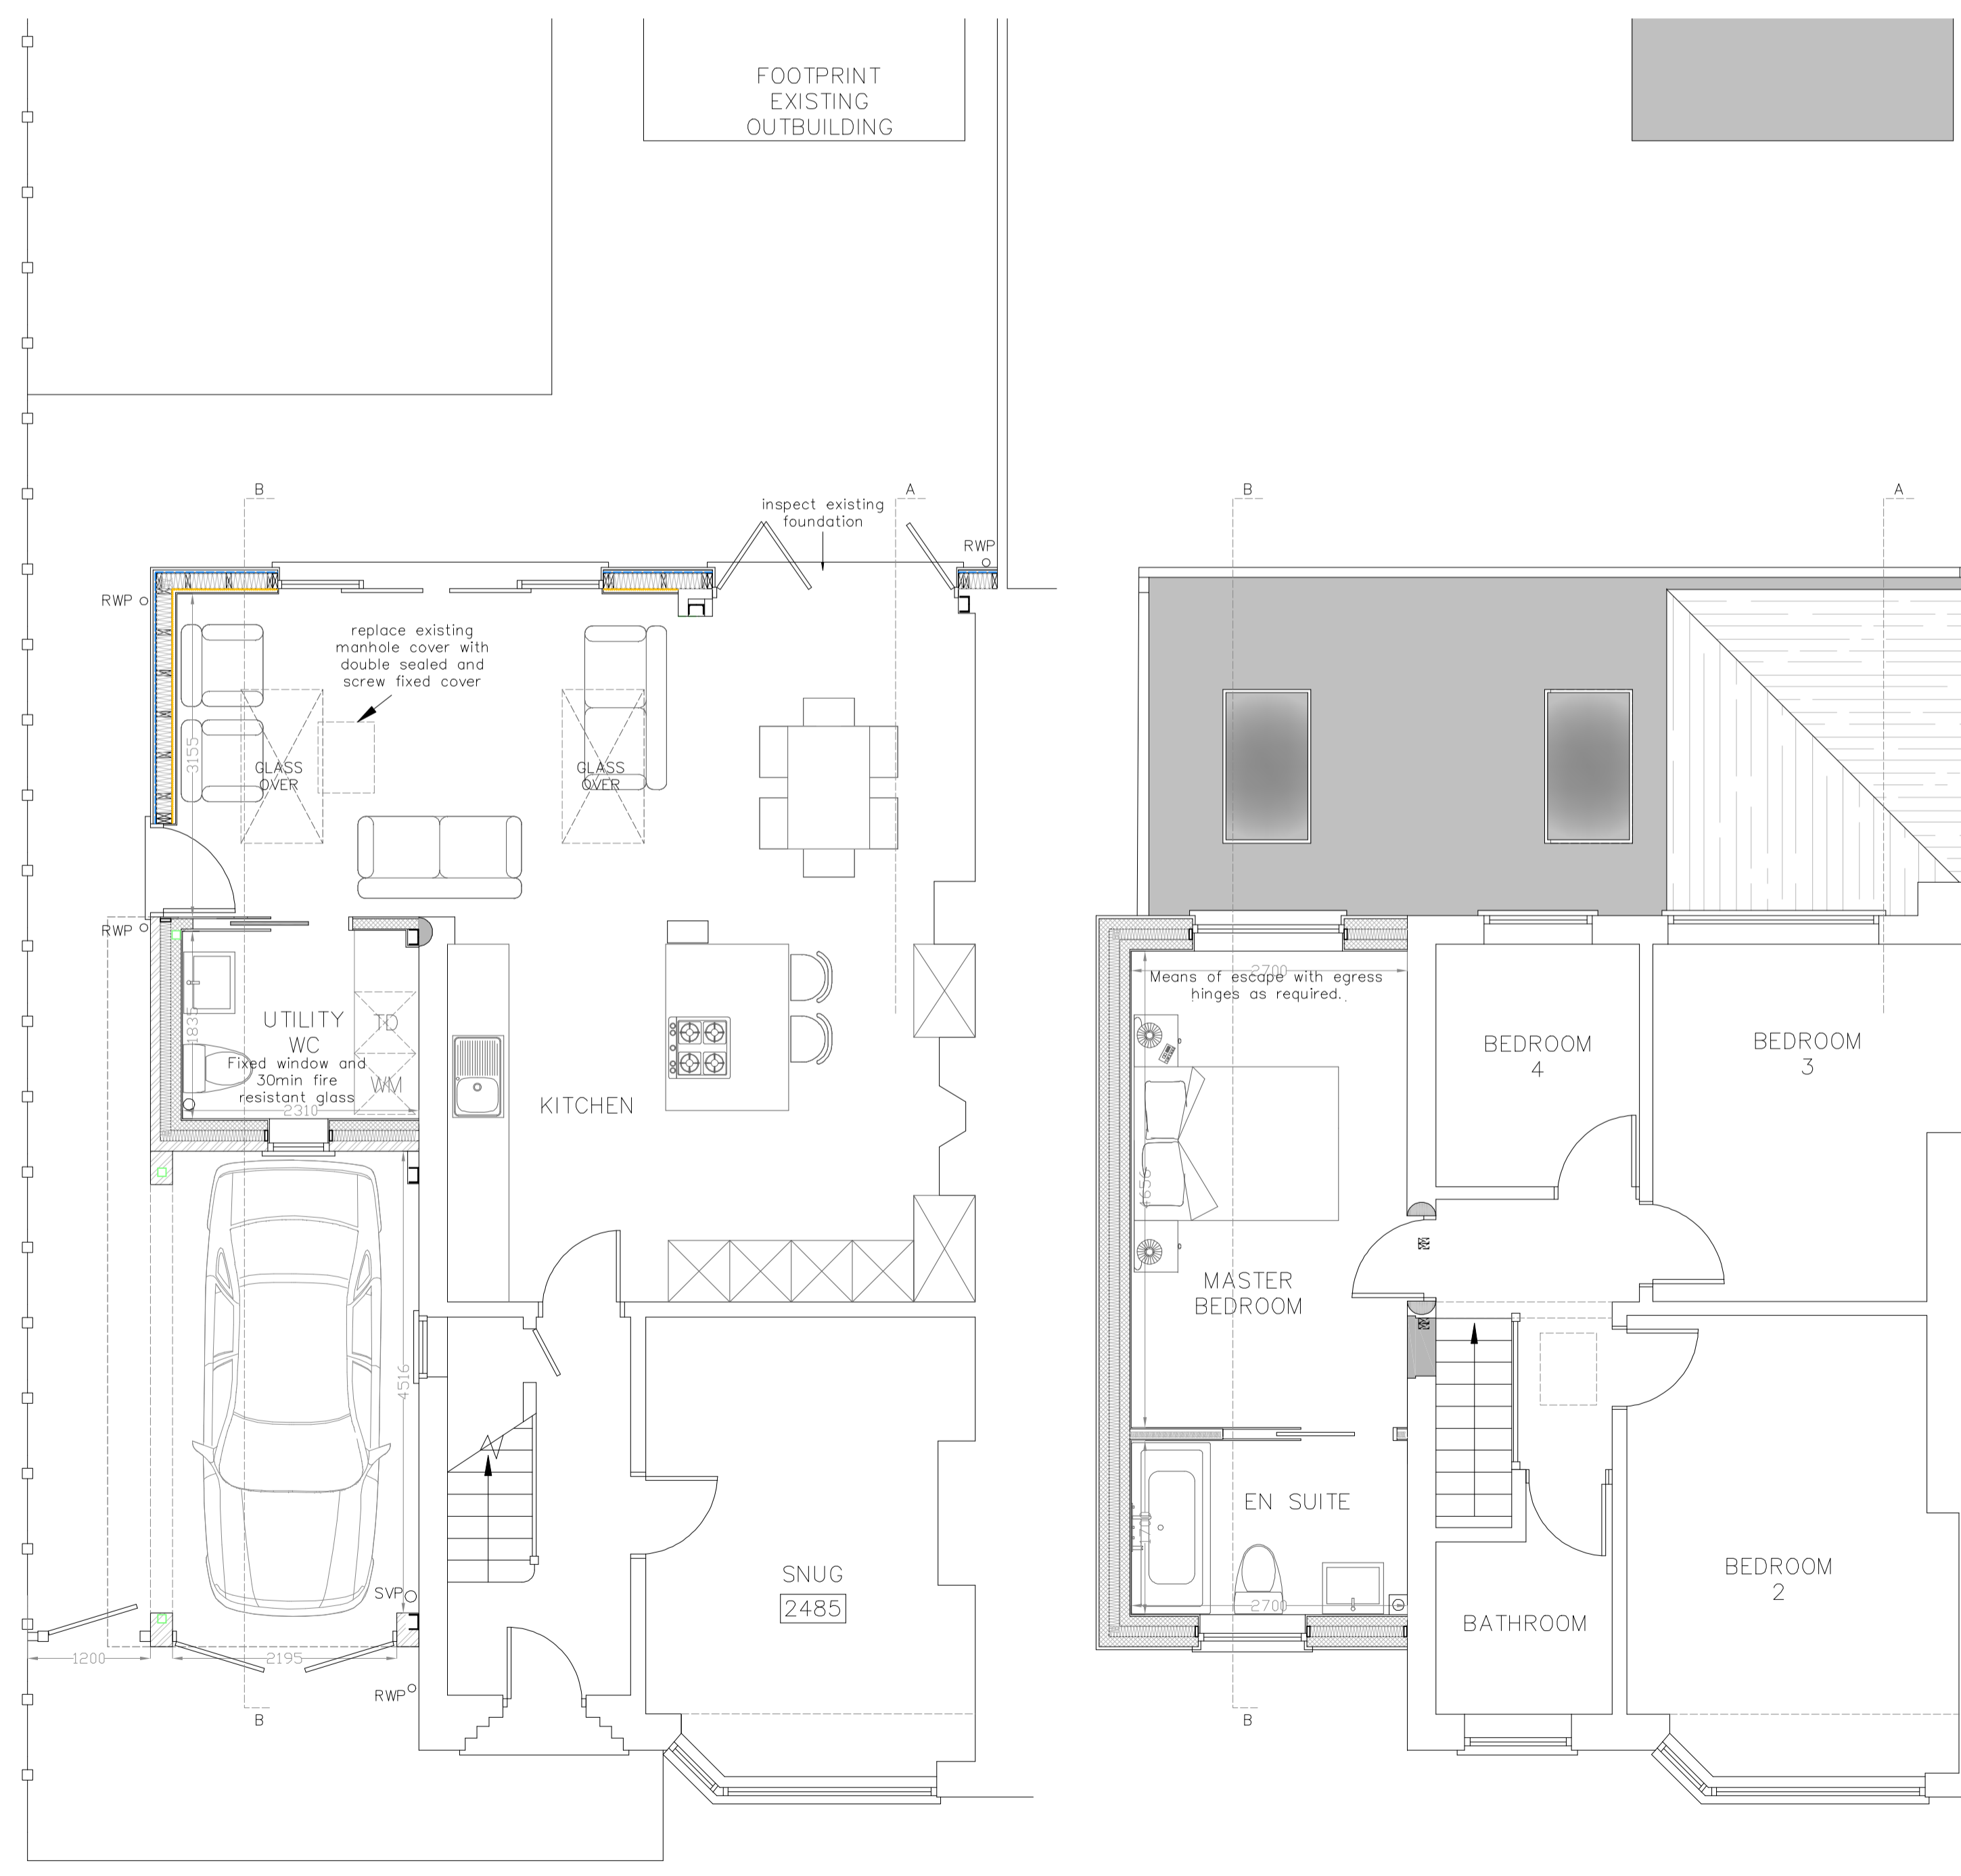 FOOTPRINT
EXISTING
OUTBUILDING
B
A
inspect existing
foundation
RWP
RWP
replace existing
manhole cover with
double sealed and
screw fixed cover
3155
GLASS
OVER
GLASS
OVER
RWP
UTILITY
WC
TD
1835
Fixed window and
30min fire
resistant glass
WM
2310
KITCHEN
4516
SNUG
2485
SVP
1200
2195
RWP
B
B
A
2700
Means of escape with egress
hinges as required..
BEDROOM
4
BEDROOM
3
4656
MASTER
BEDROOM
EN SUITE
1700
BEDROOM
2
2700
BATHROOM
B